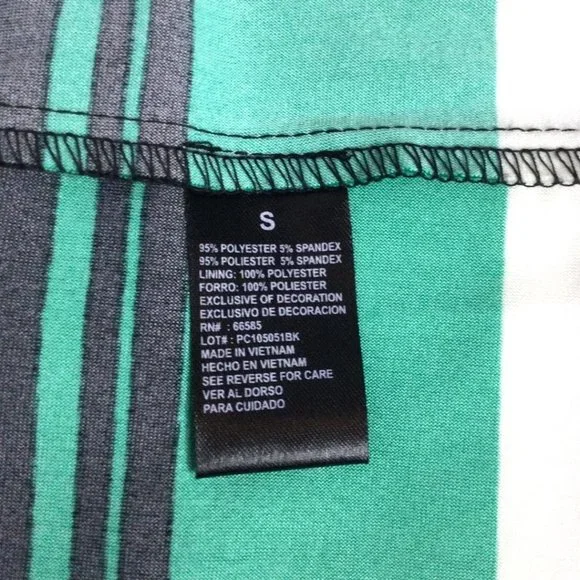 S
95% POLYESTER 5% SPANDEX
95% POLIESTER 5% SPANDEX
LINING: 100% POLYESTER
FORRO: 100% POLYESTER
EXCLUSIVE OF DECORATION
EXCLUSIVO DE DECORACION
RN# : 66585
LOT# : PC105051BK
MADE IN VIETNAM
HECHO EN VIETNAM
SEE REVERSE FOR CARE
VER AL DORSO
PARA CUIDADO